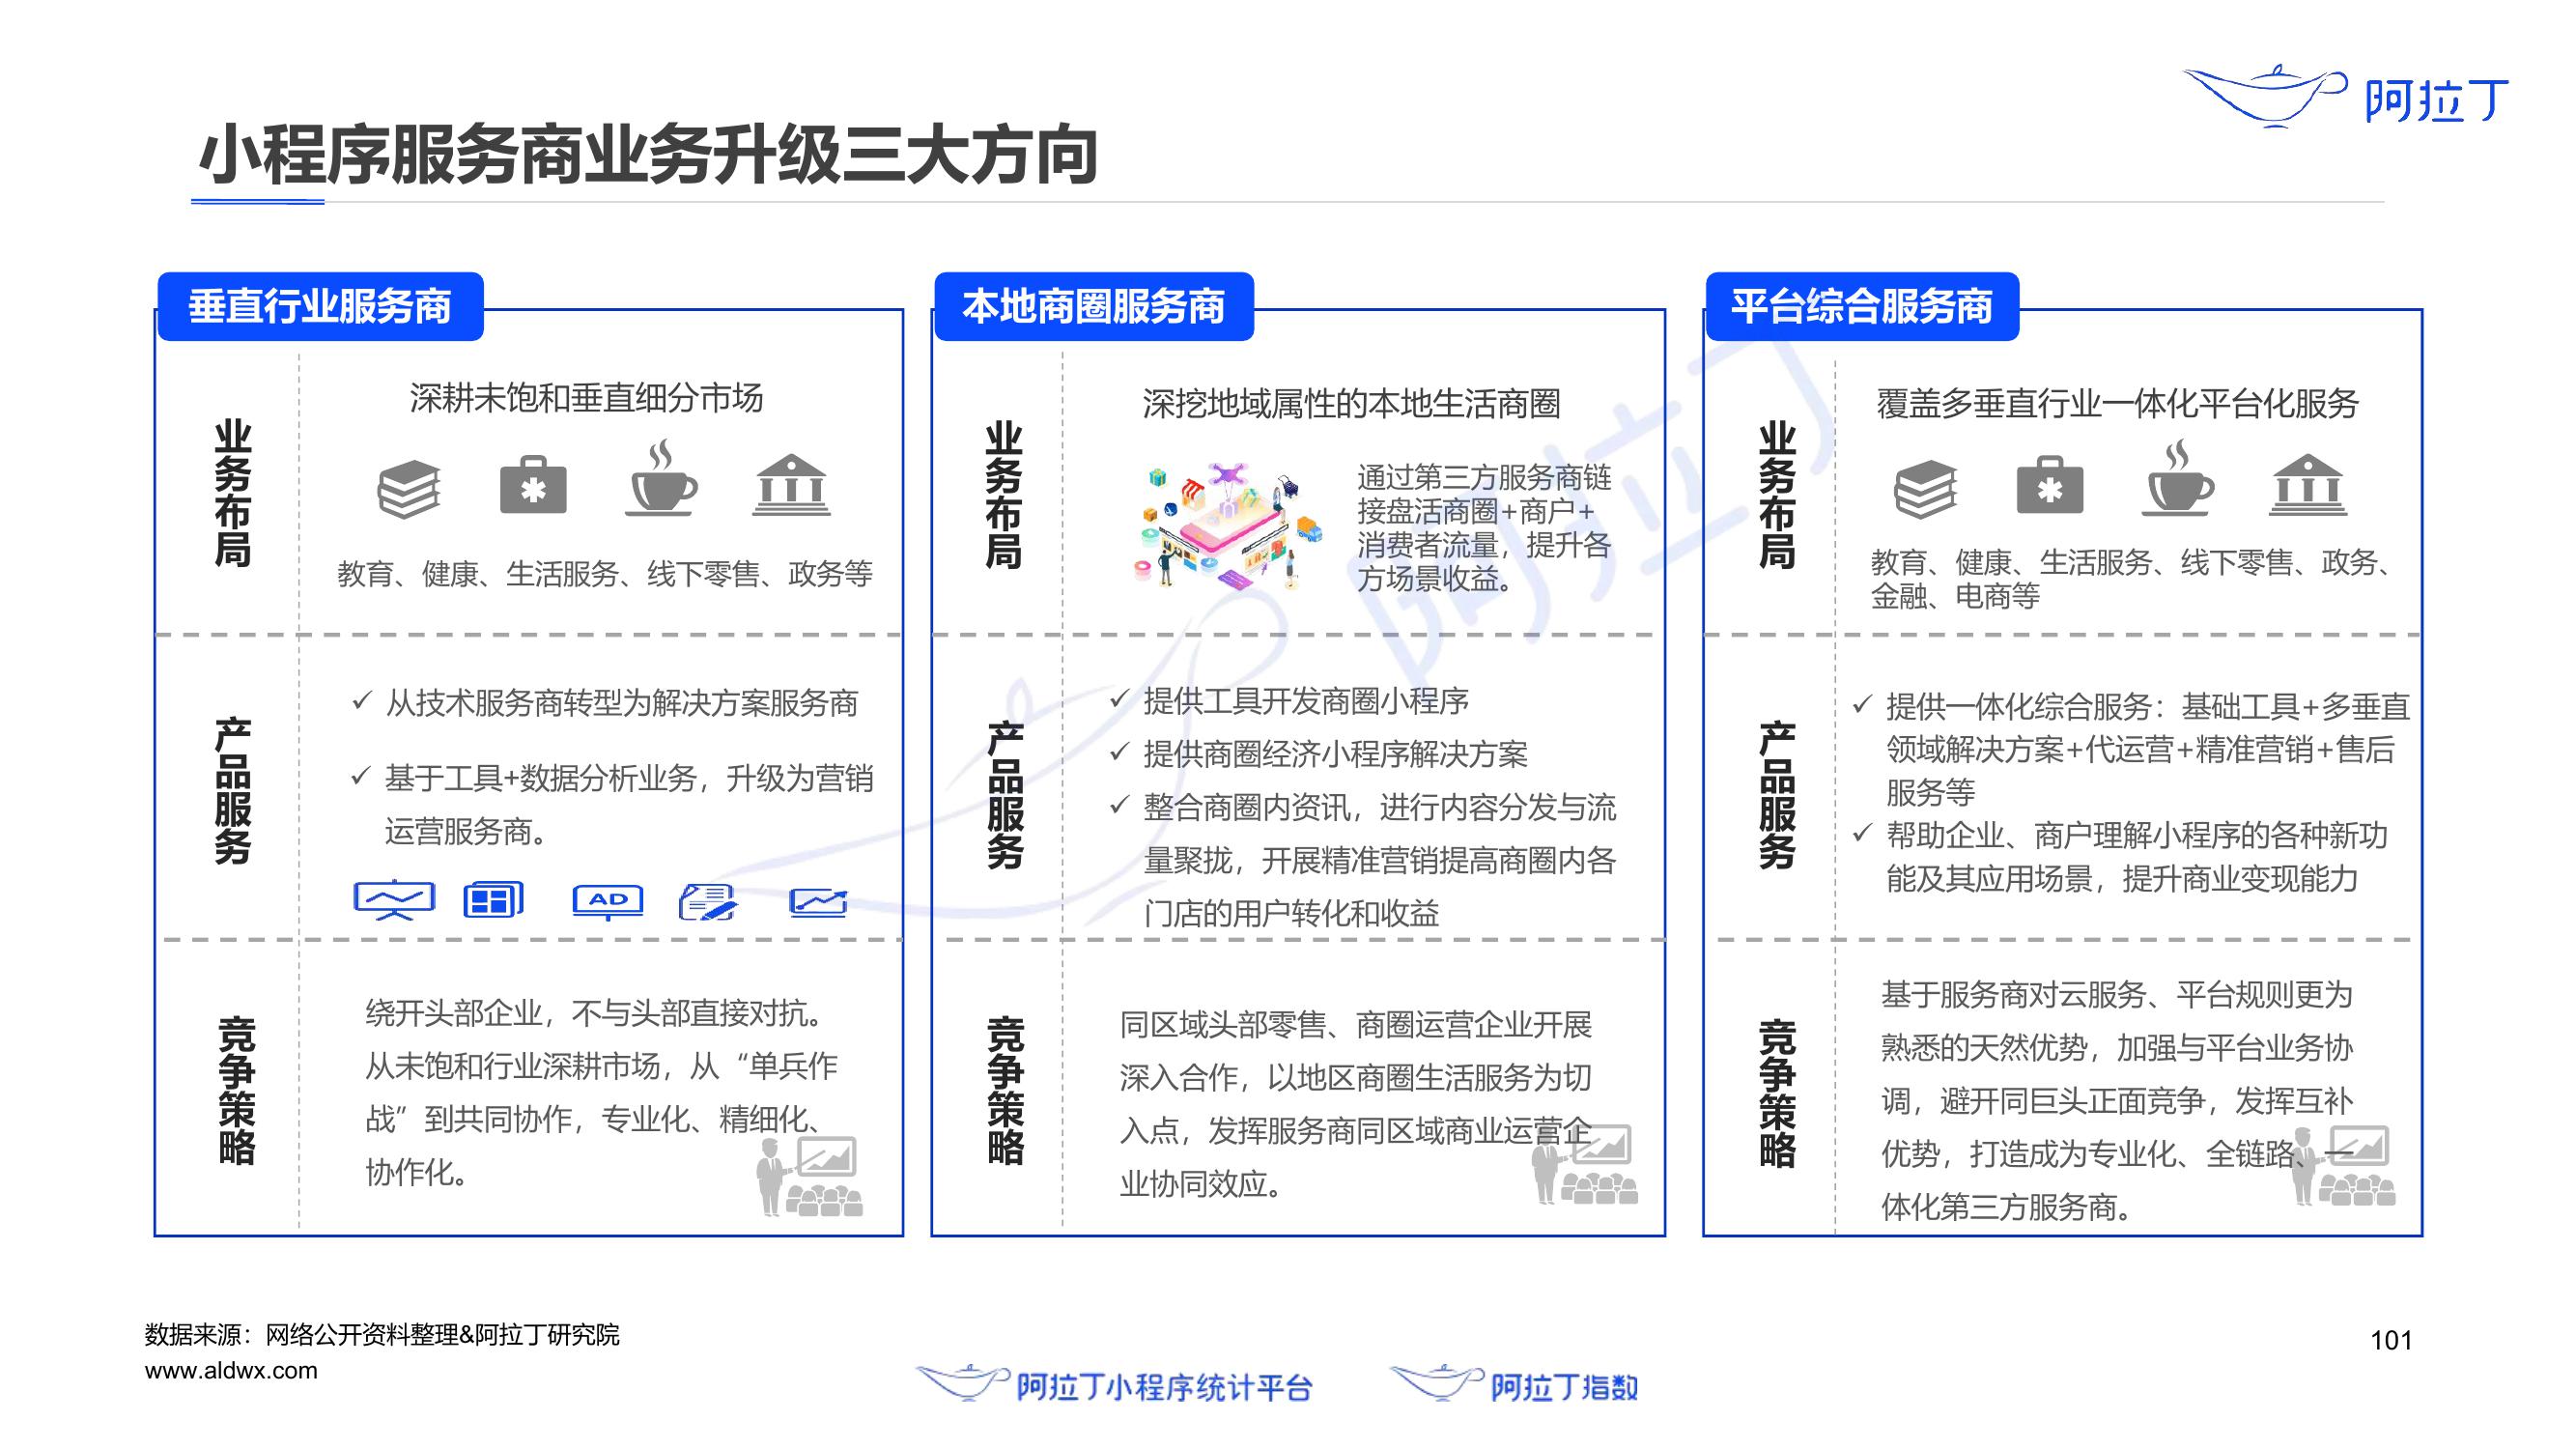 阿拉丁
小程序服务商业务升级三大方向
垂直行业服务商
业务布局
深耕未饱和垂直细分市场
教育、健康、生活服务、线下零售、政务等
产品服务
✓ 从技术服务商转型为解决方案服务商
✓ 基于工具+数据分析业务，升级为营销
运营服务商。
AD
竞争策略
绕开头部企业，不与头部直接对抗。
从未饱和行业深耕市场，从“单兵作
战”到共同协作，专业化、精细化、
协作化。
本地商圈服务商
业务布局
深挖地域属性的本地生活商圈
通过第三方服务商链
接盘活商圈+商户+
消费者流量，提升各
方场景收益。
产品服务
✓ 提供工具开发商圈小程序
✓ 提供商圈经济小程序解决方案
✓ 整合商圈内资讯，进行内容分发与流
量聚拢，开展精准营销提高商圈内各
门店的用户转化和收益
竞争策略
同区域头部零售、商圈运营企业开展
深入合作，以地区商圈生活服务为切
入点，发挥服务商同区域商业运营企
业协同效应。
平台综合服务商
业务布局
覆盖多垂直行业一体化平台化服务
教育、健康、生活服务、线下零售、政务、
金融、电商等
产品服务
✓ 提供一体化综合服务：基础工具+多垂直
领域解决方案+代运营+精准营销+售后
服务等
✓ 帮助企业、商户理解小程序的各种新功
能及其应用场景，提升商业变现能力
竞争策略
基于服务商对云服务、平台规则更为
熟悉的天然优势，加强与平台业务协
调，避开同巨头正面竞争，发挥互补
优势，打造成为专业化、全链路、一
体化第三方服务商。
阿拉丁
数据来源：网络公开资料整理&阿拉丁研究院
www.aldwx.com
阿拉丁小程序统计平台
阿拉丁指数
101